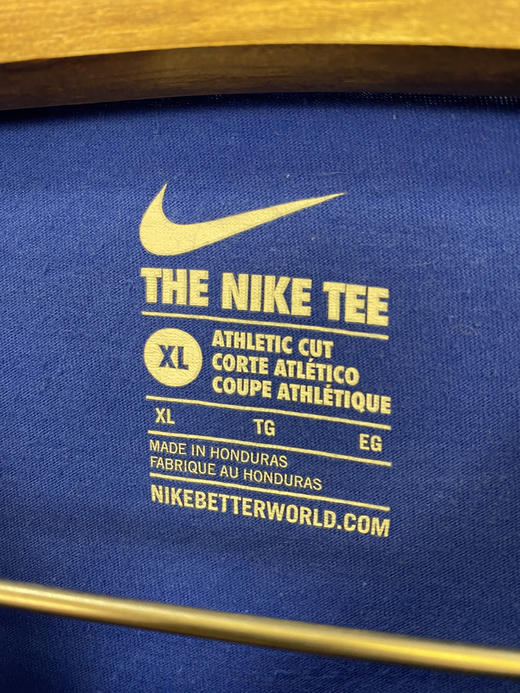 THE NIKE TEE
XL
ATHLETIC CUT
CORTE ATLÉTICO
COUPE ATHLÉTIQUE
XL TG EG
MADE IN HONDURAS
FABRIQUE AU HONDURAS
NIKEBETTERWORLD.COM